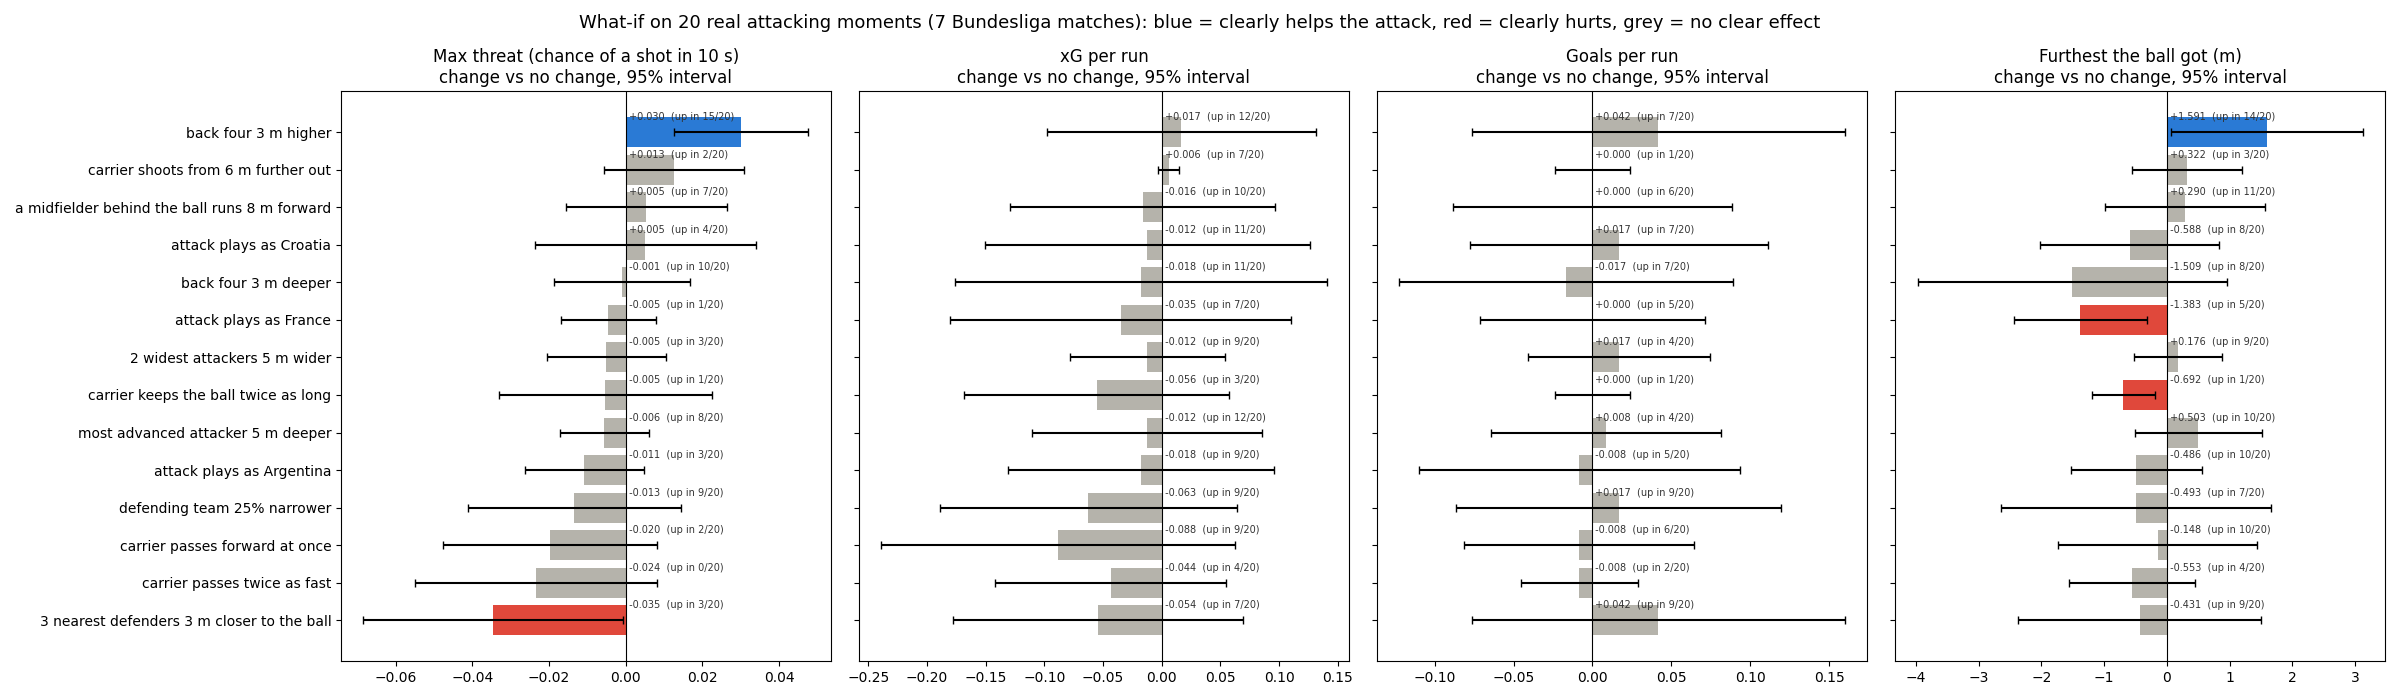 What-if on 20 real attacking moments (7 Bundesliga matches): blue = clearly helps the attack, red = clearly hurts, grey = no clear effect
Max threat (chance of a shot in 10 s)
change vs no change, 95% interval
xG per run
change vs no change, 95% interval
Goals per run
change vs no change, 95% interval
Furthest the ball got (m)
change vs no change, 95% interval
back four 3 m higher
+0.030 (up in 15/20)
+0.017 (up in 12/20)
+0.042 (up in 7/20)
+1.591 (up in 14/20)
carrier shoots from 6 m further out
+0.013 (up in 2/20)
+0.006 (up in 7/20)
+0.000 (up in 1/20)
+0.322 (up in 3/20)
a midfielder behind the ball runs 8 m forward
+0.005 (up in 7/20)
-0.016 (up in 10/20)
+0.000 (up in 6/20)
+0.290 (up in 11/20)
attack plays as Croatia
+0.005 (up in 4/20)
-0.012 (up in 11/20)
+0.017 (up in 7/20)
-0.588 (up in 8/20)
back four 3 m deeper
-0.001 (up in 10/20)
-0.018 (up in 11/20)
-0.017 (up in 7/20)
-1.509 (up in 8/20)
attack plays as France
-0.005 (up in 1/20)
-0.035 (up in 7/20)
+0.000 (up in 5/20)
-1.383 (up in 5/20)
2 widest attackers 5 m wider
-0.005 (up in 3/20)
-0.012 (up in 9/20)
+0.017 (up in 4/20)
+0.176 (up in 9/20)
carrier keeps the ball twice as long
-0.005 (up in 1/20)
-0.056 (up in 3/20)
+0.000 (up in 1/20)
-0.692 (up in 1/20)
most advanced attacker 5 m deeper
-0.006 (up in 8/20)
-0.012 (up in 12/20)
+0.008 (up in 4/20)
+0.503 (up in 10/20)
attack plays as Argentina
-0.011 (up in 3/20)
-0.018 (up in 9/20)
-0.008 (up in 5/20)
-0.486 (up in 10/20)
defending team 25% narrower
-0.013 (up in 9/20)
-0.063 (up in 9/20)
+0.017 (up in 9/20)
-0.493 (up in 7/20)
carrier passes forward at once
-0.020 (up in 2/20)
-0.088 (up in 9/20)
-0.008 (up in 6/20)
-0.148 (up in 10/20)
carrier passes twice as fast
-0.024 (up in 0/20)
-0.044 (up in 4/20)
-0.008 (up in 2/20)
-0.553 (up in 4/20)
3 nearest defenders 3 m closer to the ball
-0.035 (up in 3/20)
-0.054 (up in 7/20)
+0.042 (up in 9/20)
-0.431 (up in 9/20)
−0.06 −0.04 −0.02 0.00 0.02 0.04
−0.25 −0.20 −0.15 −0.10 −0.05 0.00 0.05 0.10 0.15
−0.10 −0.05 0.00 0.05 0.10 0.15
−4 −3 −2 −1 0 1 2 3